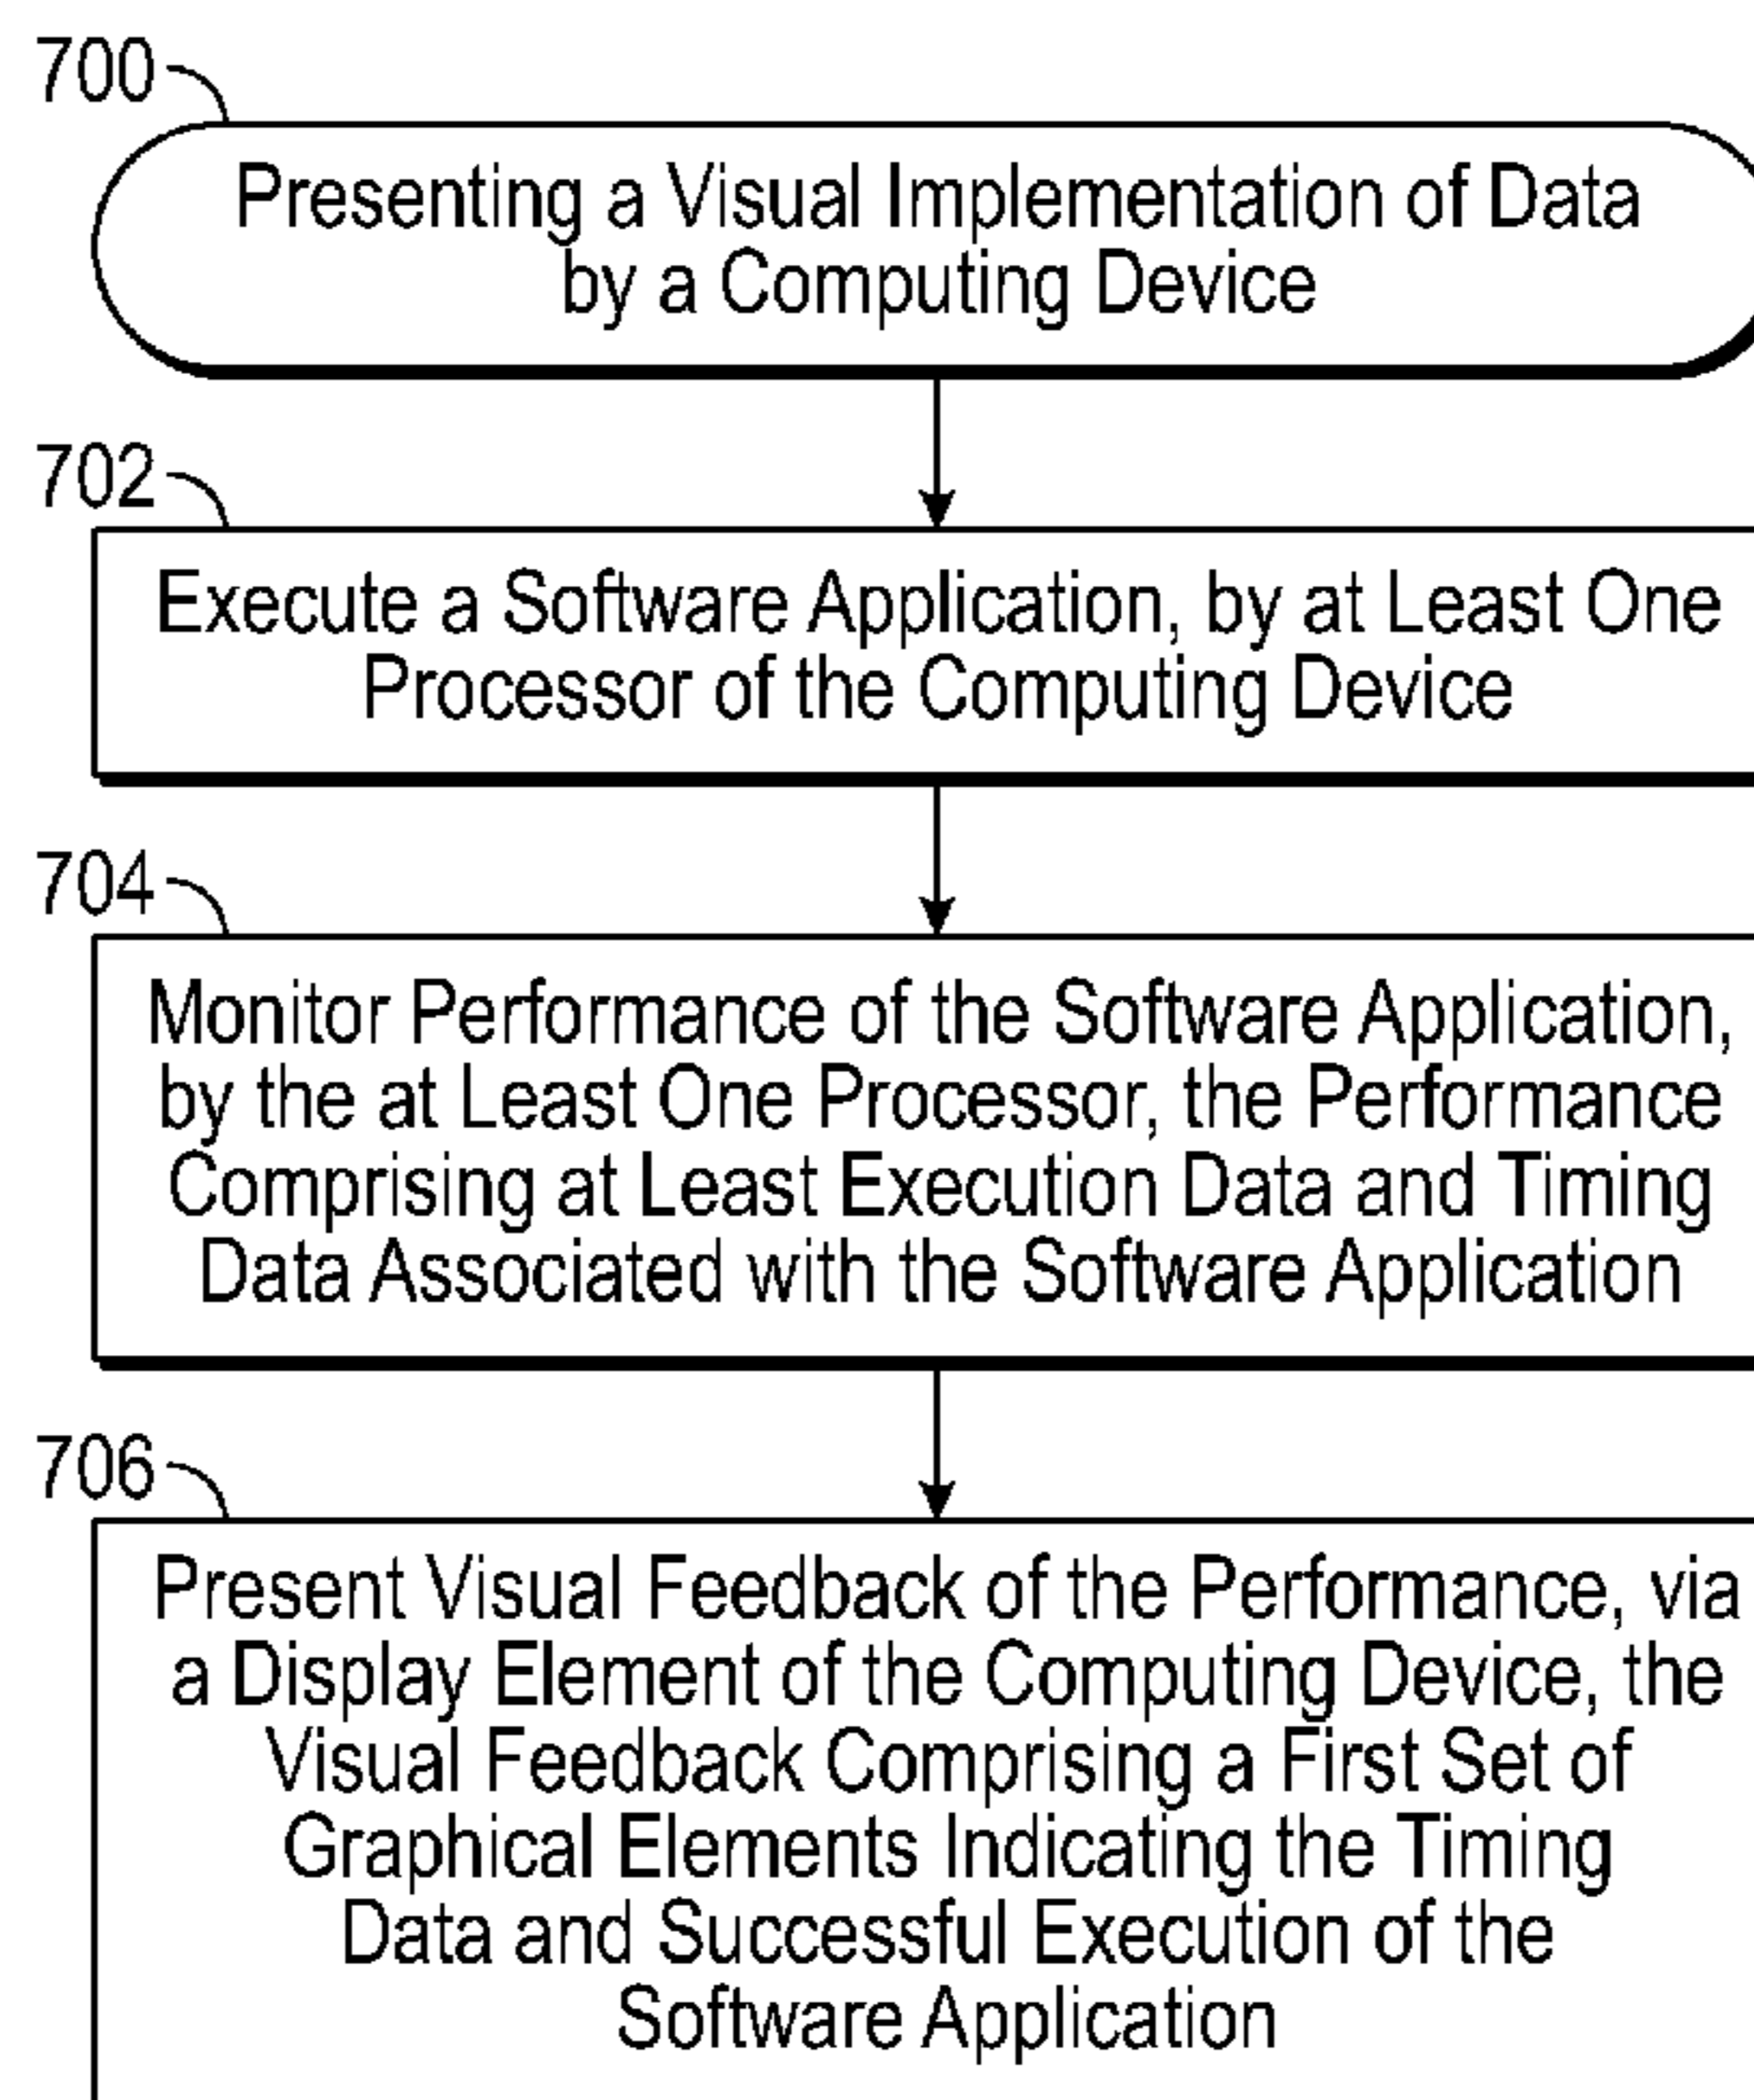 700
Presenting a Visual Implementation of Data
by a Computing Device
702
Execute a Software Application, by at Least One
Processor of the Computing Device
704
Monitor Performance of the Software Application,
by the at Least One Processor, the Performance
Comprising at Least Execution Data and Timing
Data Associated with the Software Application
706
Present Visual Feedback of the Performance, via
a Display Element of the Computing Device, the
Visual Feedback Comprising a First Set of
Graphical Elements Indicating the Timing
Data and Successful Execution of the
Software Application